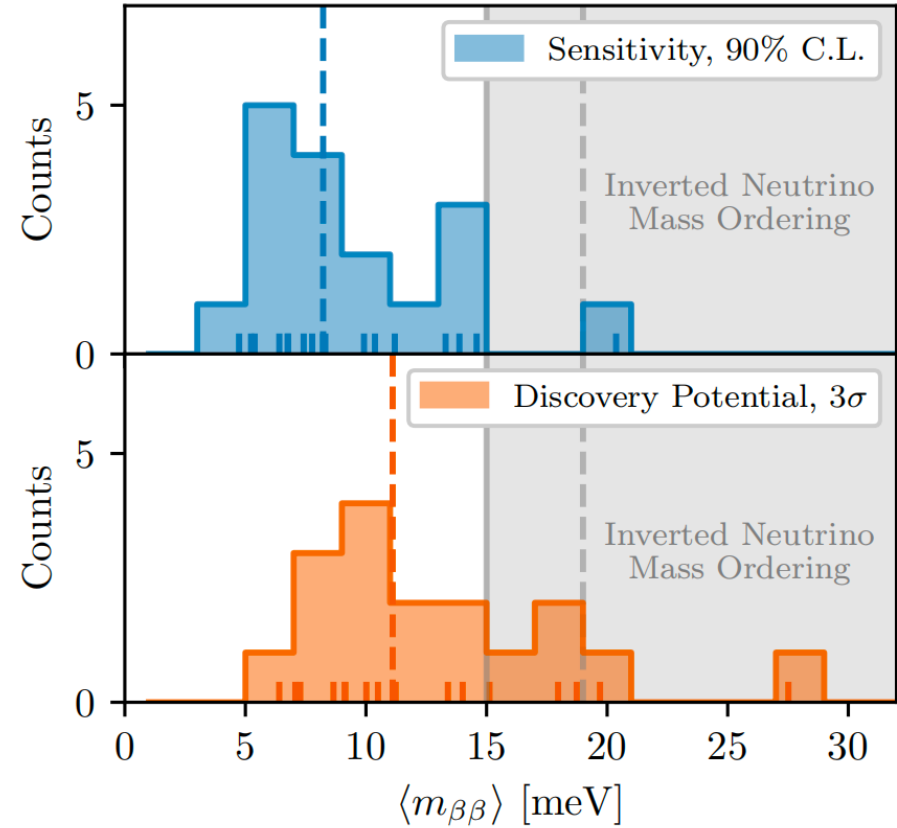 Sensitivity, 90% C.L.
5
Counts
Inverted Neutrino
Mass Ordering
0
Discovery Potential, 3σ
5
Counts
Inverted Neutrino
Mass Ordering
0
0 5 10 15 20 25 30
⟨m_ββ⟩ [meV]